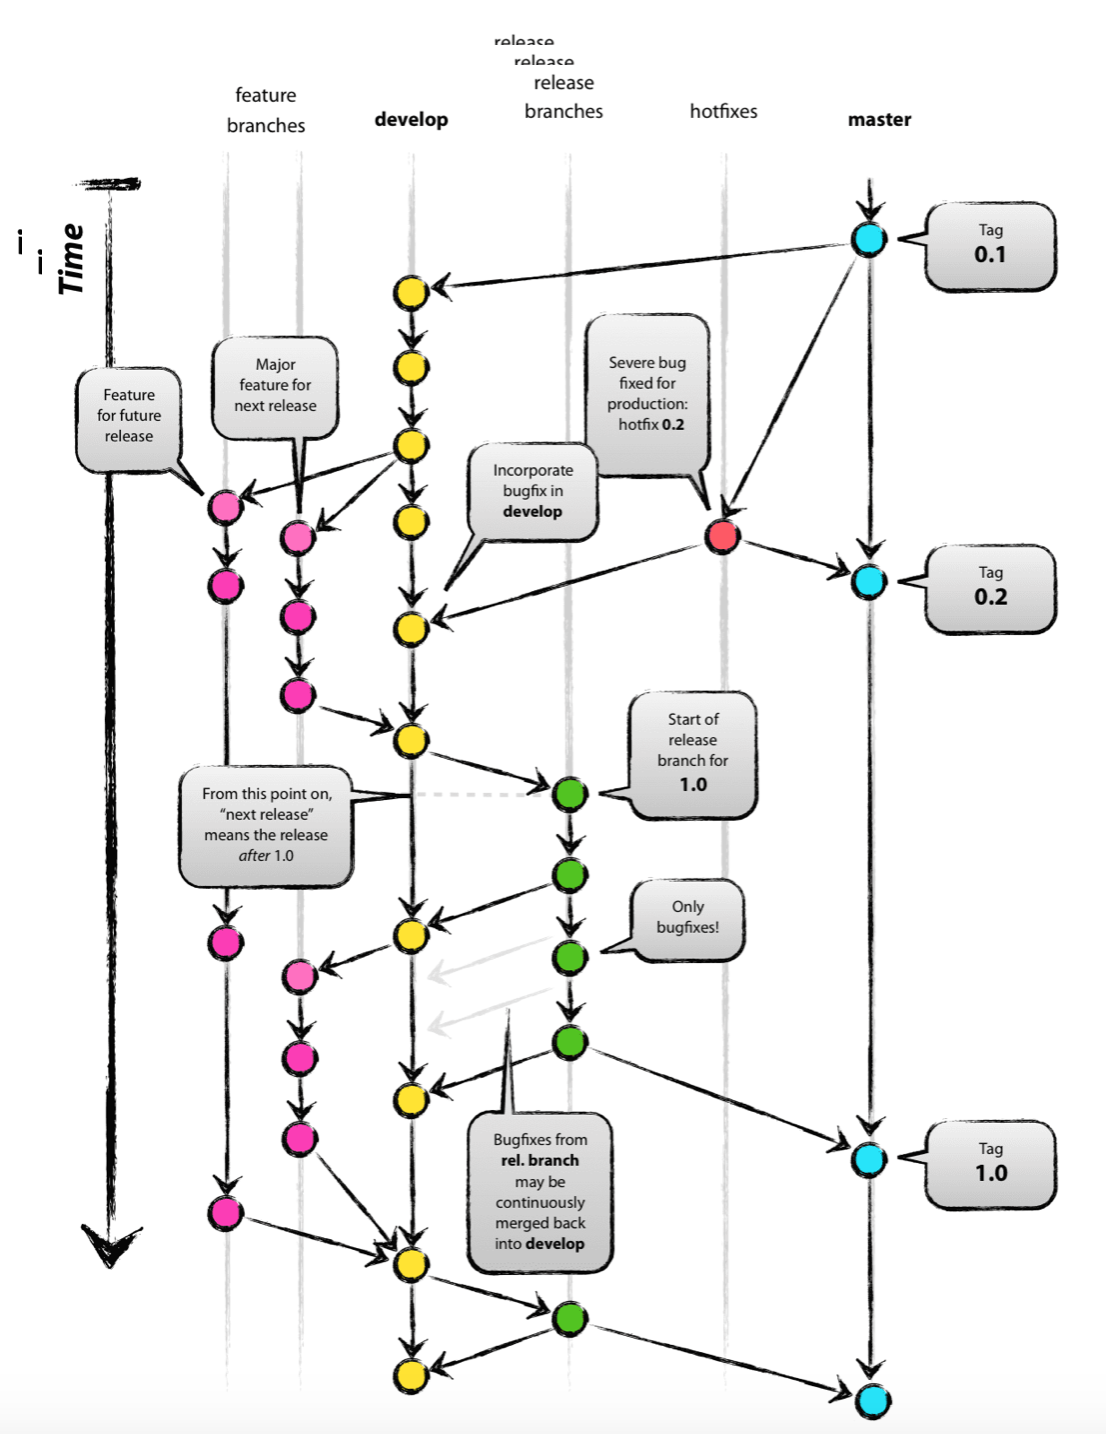 release
release
release
branches
feature
branches
develop
hotfixes
master
Time
Tag
0.1
Severe bug
fixed for
production:
hotfix 0.2
Major
feature for
next release
Feature
for future
release
Incorporate
bugfix in
develop
Tag
0.2
Start of
release
branch for
1.0
From this point on,
“next release”
means the release
after 1.0
Only
bugfixes!
Bugfixes from
rel. branch
may be
continuously
merged back
into develop
Tag
1.0